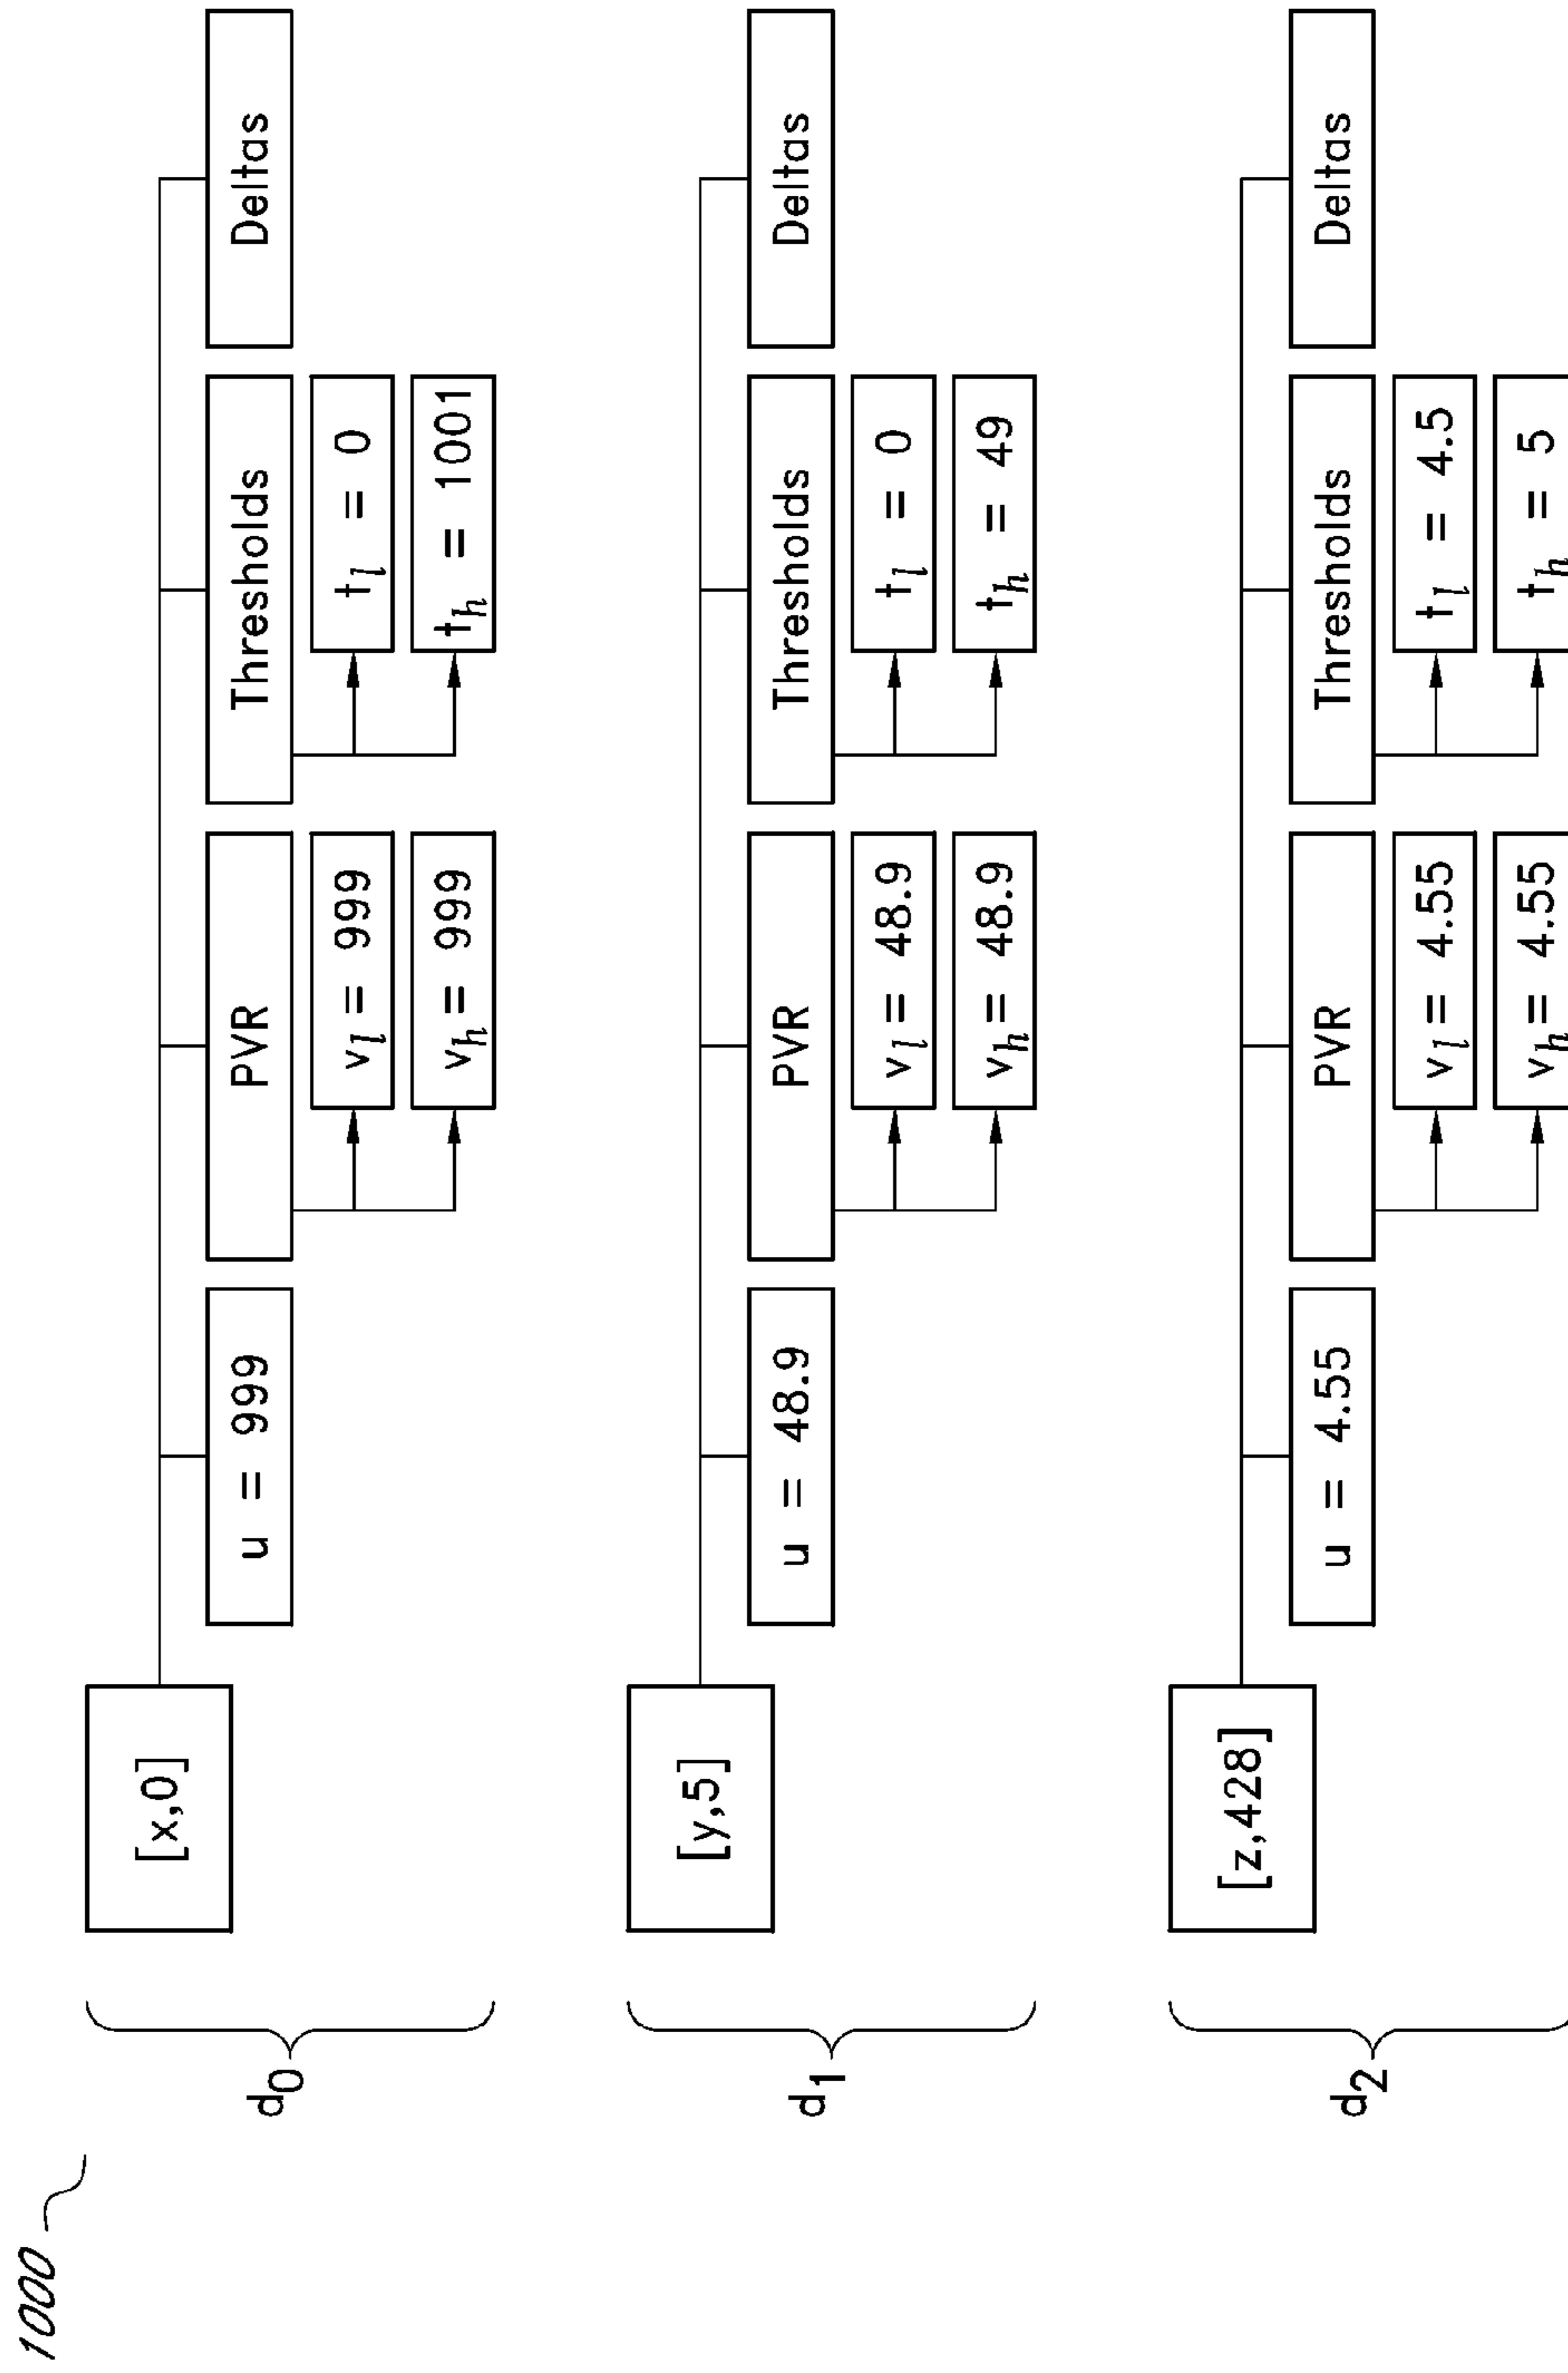 1000
d0
[x,0]
u = 999
PVR
Thresholds
Deltas
vl = 999
tl = 0
vh = 999
th = 1001
d1
[y,5]
u = 48.9
PVR
Thresholds
Deltas
vl = 48.9
tl = 0
vh = 48.9
th = 49
d2
[z,428]
u = 4.55
PVR
Thresholds
Deltas
vl = 4.55
tl = 4.5
vh = 4.55
th = 5